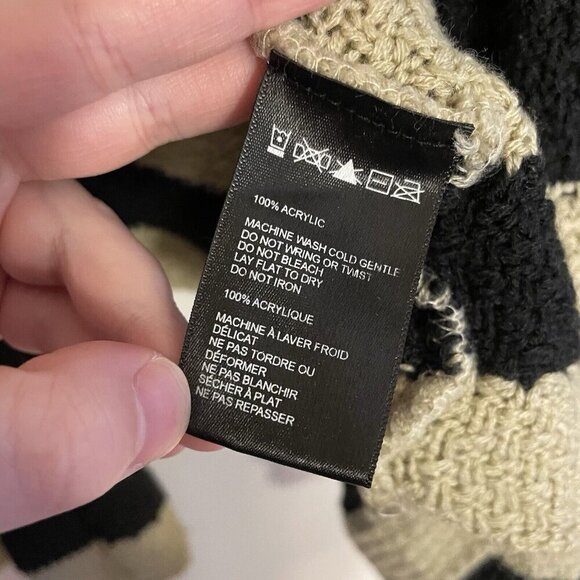 100% ACRYLIC
MACHINE WASH COLD GENTLE
DO NOT WRING OR TWIST
DO NOT BLEACH
LAY FLAT TO DRY
DO NOT IRON
100% ACRYLIQUE
MACHINE À LAVER FROID
DÉLICAT
NE PAS TORDRE OU
DÉFORMER
NE PAS BLANCHIR
SÉCHER À PLAT
NE PAS REPASSER